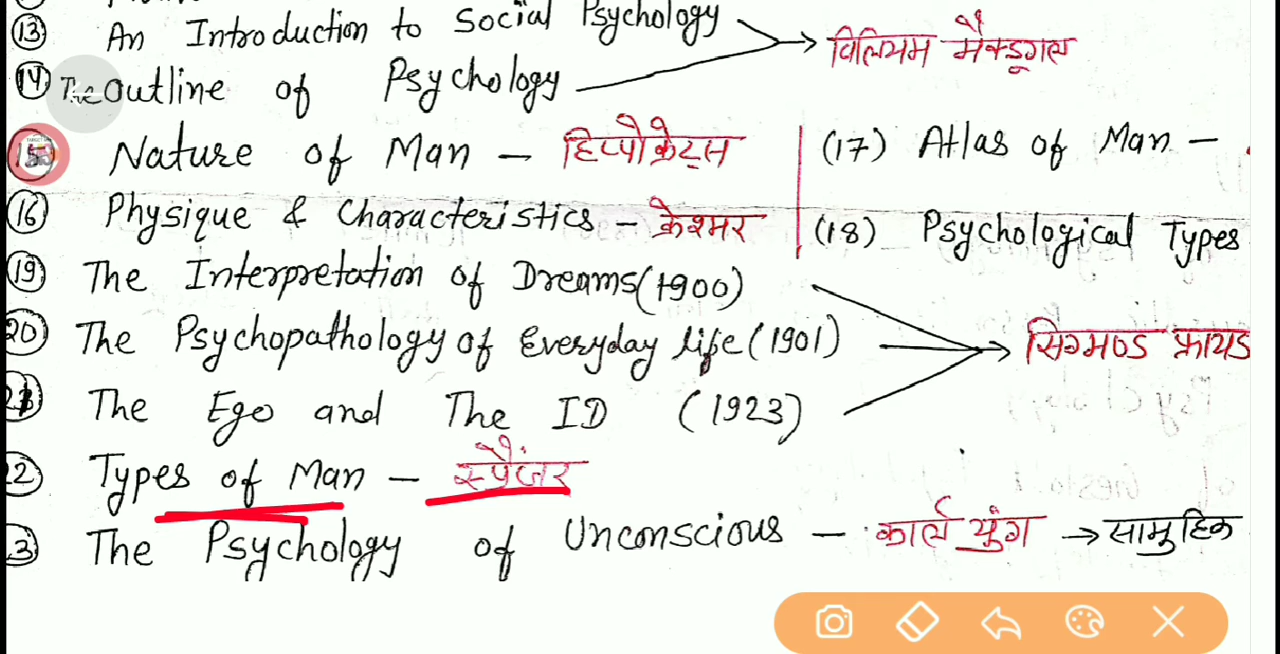 (13) An Introduction to Social Psychology
विलियम मैक्डूगल
(14) The Outline of Psychology
(15) Nature of Man – हिप्पोक्रेट्स
(17) Atlas of Man –
(16) Physique & Characteristics – क्रेश्मर
(18) Psychological Types
(19) The Interpretation of Dreams (1900)
20) The Psychopathology of Everyday life (1901)
सिग्मण्ड फ्रायड
21) The Ego and The ID (1923)
2) Types of Man – स्प्रैंजर
3) The Psychology of Unconscious – कार्ल युंग → सामुहिक